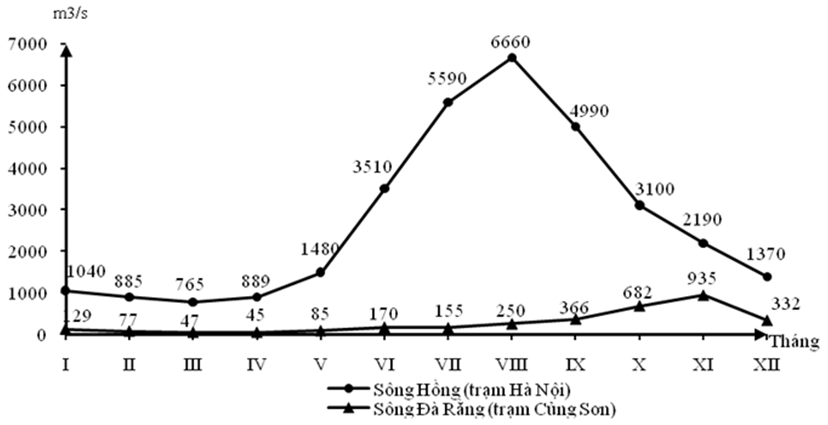 m3/s
7000
6000
5000
4000
3000
2000
1000
0
1040 885 765 889 1480 3510 5590 6660 4990 3100 2190 1370
129 77 47 45 85 170 155 250 366 682 935 332
Tháng
I II III IV V VI VII VIII IX X XI XII
Sông Hồng (trạm Hà Nội)
Sông Đà Rằng (trạm Củng Sơn)